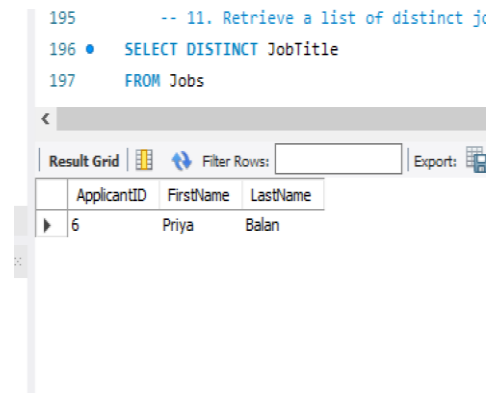 195 -- 11. Retrieve a list of distinct
196 SELECT DISTINCT JobTitle
197 FROM Jobs
Result Grid Filter Rows: Export:
ApplicantID FirstName LastName
6 Priya Balan